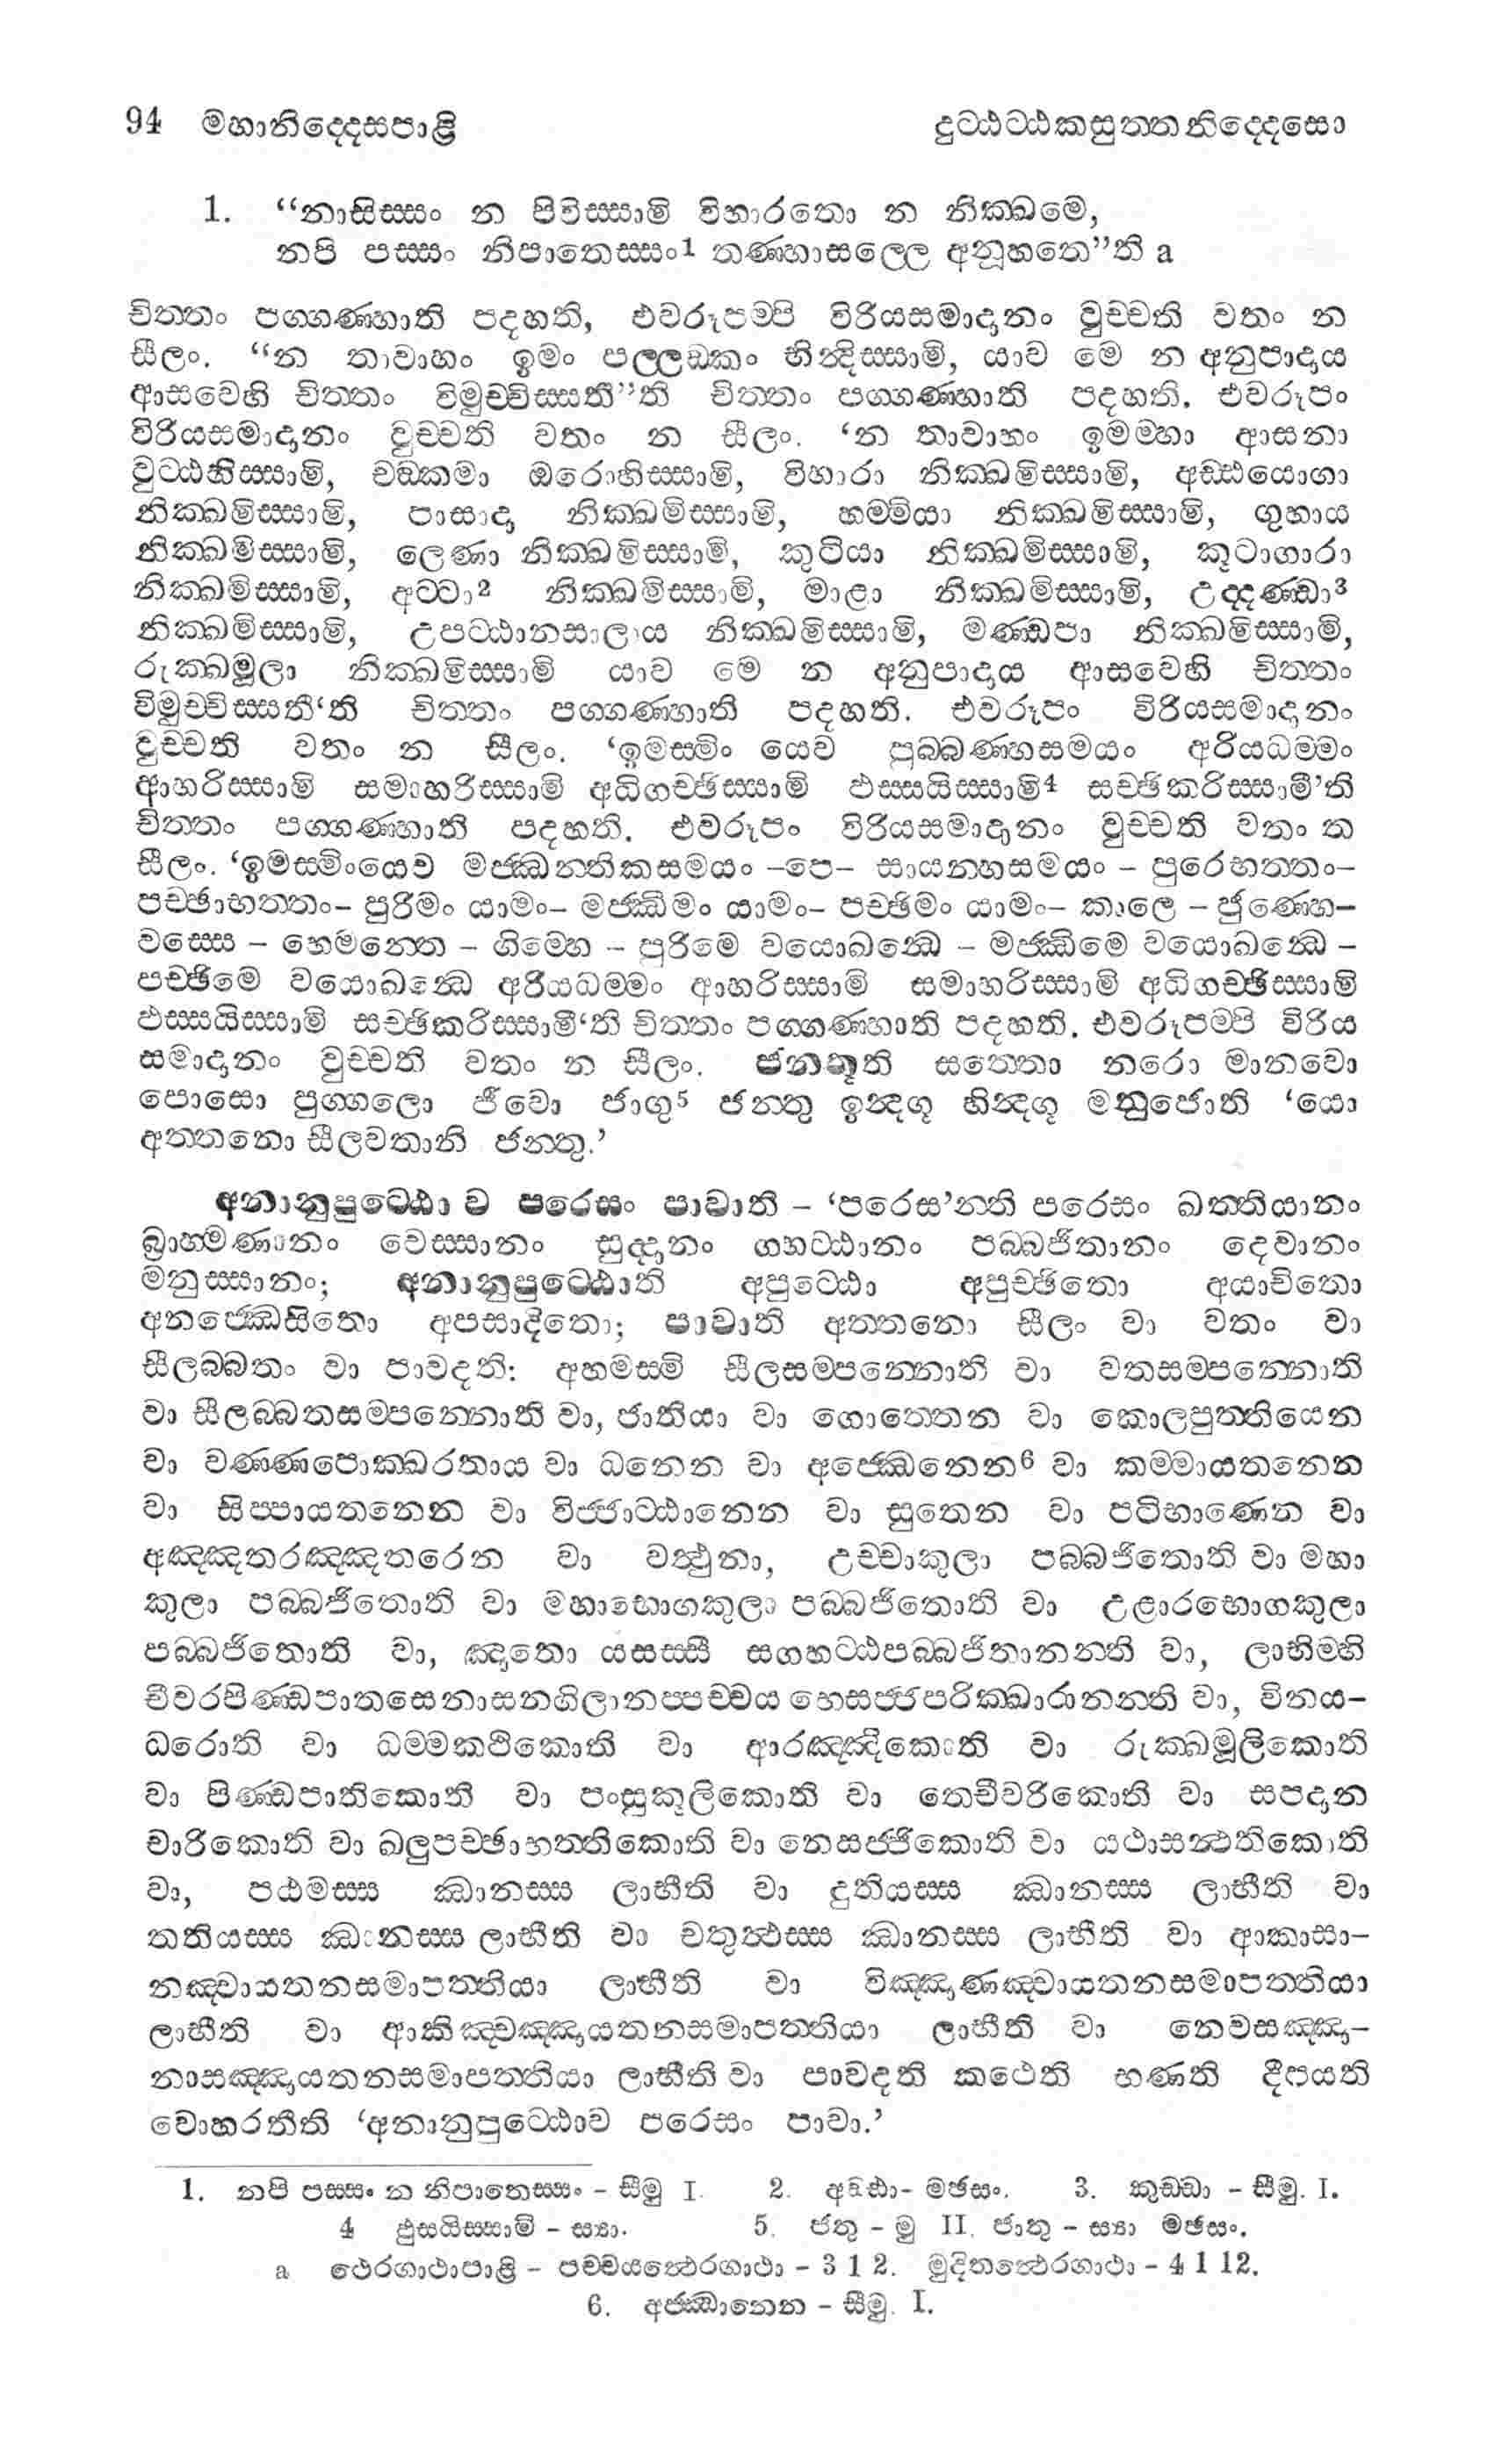 94 මහානිද්දෙසපාළි දුට්ඨට්ඨකසුත්තනිද්දෙසො
1. “නාසිස්සං න පිවිස්සාමි විහාරතො න නික්ඛමෙ,
නපි පස්සං නිපාතෙස්සං1 තණ්හාසල්ලෙ අනූහතෙ”ති a
චිත්තං පග්ගණ්හාති පදහති, එවරූපම්පි විරියසමාදානං වුච්චති වතං න
සීලං. “න තාවාහං ඉමං පල්ලඞ්කං භින්දිස්සාමි, යාව මෙ න අනුපාදාය
ආසවෙහි චිත්තං විමුච්චිස්සතී”ති චිත්තං පග්ගණ්හාති පදහති. එවරූපං
විරියසමාදානං වුච්චති වතං න සීලං. ‘න තාවාහං ඉමම්හා ආසනා
වුට්ඨහිස්සාමි, චඞ්කමා ඔරොහිස්සාමි, විහාරා නික්ඛමිස්සාමි, අඩ්ඪයොගා
නික්ඛමිස්සාමි, පාසාදා නික්ඛමිස්සාමි, හම්මියා නික්ඛමිස්සාමි, ගුහාය
නික්ඛමිස්සාමි, ලෙණා නික්ඛමිස්සාමි, කුටියා නික්ඛමිස්සාමි, කූටාගාරා
නික්ඛමිස්සාමි, අට්ටා2 නික්ඛමිස්සාමි, මාළා නික්ඛමිස්සාමි, උද්දණ්ඩා3
නික්ඛමිස්සාමි, උපට්ඨානසාලාය නික්ඛමිස්සාමි, මණ්ඩපා නික්ඛමිස්සාමි,
රුක්ඛමූලා නික්ඛමිස්සාමි යාව මෙ න අනුපාදාය ආසවෙහි චිත්තං
විමුච්චිස්සතී‘ති චිත්තං පග්ගණ්හාති පදහති. එවරූපං විරියසමාදානං
වුච්චති වතං න සීලං. ‘ඉමස්මිං යෙව පුබ්බණ්හසමයං අරියධම්මං
ආහරිස්සාමි සමාහරිස්සාමි අධිගච්ඡිස්සාමි ඵස්සයිස්සාමි4 සච්ඡිකරිස්සාමී’ති
චිත්තං පග්ගණ්හාති පදහති. එවරූපං විරියසමාදානං වුච්චති වතං න
සීලං. ‘ඉමස්මිංයෙව මජ්ඣන්තිකසමයං –පෙ– සායන්හසමයං – පුරෙභත්තං–
පච්ඡාභත්තං– පුරිමං යාමං– මජ්ඣිමං යාමං– පච්ඡිමං යාමං– කාලෙ – ජුණ්හෙ–
වස්සෙ – හෙමන්තෙ – ගිම්හෙ – පුරිමෙ වයොඛන්ධෙ – මජ්ඣිමෙ වයොඛන්ධෙ –
පච්ඡිමෙ වයොඛන්ධෙ අරියධම්මං ආහරිස්සාමි සමාහරිස්සාමි අධිගච්ඡිස්සාමි
ඵස්සයිස්සාමි සච්ඡිකරිස්සාමී‘ති චිත්තං පග්ගණ්හාති පදහති. එවරූපම්පි විරිය
සමාදානං වුච්චති වතං න සීලං. ජන්තූති සත්තො නරො මානවො
පොසො පුග්ගලො ජීවො ජාගු5 ජන්තු ඉන්දගූ හින්දගූ මනුජොති ‘යො
අත්තනො සීලවතානි ජන්තු.’
අනානුපුට්ඨො ව පරෙසං පාවාති – ‘පරෙස’න්ති පරෙසං ඛත්තියානං
බ්‍රාහ්මණානං වෙස්සානං සුද්දානං ගහට්ඨානං පබ්බජිතානං දෙවානං
මනුස්සානං; අනානුපුට්ඨොති අපුට්ඨො අපුච්ඡිතො අයාචිතො
අනජ්ඣෙසිතො අපසාදිතො; පාවාති අත්තනො සීලං වා වතං වා
සීලබ්බතං වා පාවදති: අහමස්මි සීලසම්පන්නොති වා වතසම්පන්නොති
වා සීලබ්බතසම්පන්නොති වා, ජාතියා වා ගොත්තෙන වා කොලපුත්තියෙන
වා වණ්ණපොක්ඛරතාය වා ධනෙන වා අජ්ඣෙනෙන6 වා කම්මායතනෙන
වා සිප්පායතනෙන වා විජ්ජාට්ඨානෙන වා සුතෙන වා පටිභාණෙන වා
අඤ්ඤතරඤ්ඤතරෙන වා වත්ථුනා, උච්චාකුලා පබ්බජිතොති වා මහා
කුලා පබ්බජිතොති වා මහාභොගකුලා පබ්බජිතොති වා උළාරභොගකුලා
පබ්බජිතොති වා, ඤාතො යසස්සී සගහට්ඨපබ්බජිතානන්ති වා, ලාභිම්හි
චීවරපිණ්ඩපාතසෙනාසනගිලානප්පච්චය භෙසජ්ජපරික්ඛාරානන්ති වා, විනය–
ධරොති වා ධම්මකථිකොති වා ආරඤ්ඤිකොති වා රුක්ඛමූලිකොති
වා පිණ්ඩපාතිකොති වා පංසුකූලිකොති වා තෙචීවරිකොති වා සපදාන
චාරිකොති වා ඛලුපච්ඡාභත්තිකොති වා නෙසජ්ජිකොති වා යථාසන්ථතිකොති
වා, පඨමස්ස ඣානස්ස ලාභීති වා දුතියස්ස ඣානස්ස ලාභීති වා
තතියස්ස ඣානස්ස ලාභීති වා චතුත්ථස්ස ඣානස්ස ලාභීති වා ආකාසා–
නඤ්චායතනසමාපත්තියා ලාභීති වා විඤ්ඤාණඤ්චායතනසමාපත්තියා
ලාභීති වා ආකිඤ්චඤ්ඤායතනසමාපත්තියා ලාභීති වා නෙවසඤ්ඤා–
නාසඤ්ඤායතනසමාපත්තියා ලාභීති වා පාවදති කථෙති භණති දීපයති
වොහරතීති ‘අනානුපුට්ඨොව පරෙසං පාවා.’
1. නපි පස්සං න නිපාතෙස්සං – සීමු I. 2. – මඡසං. 3. කුඩ්ඩා – සීමු. I.
4 ඵුසයිස්සාමි – ස්‍යා. 5. ජතු – මු II. ජාතු – ස්‍යා මඡසං.
a ථෙරගාථාපාළි – පච්චයත්ථෙරගාථා – 3 1 2. මුදිතත්ථෙරගාථා – 4 1 12.
6. අජ්ඣානෙන – සීමු. I.